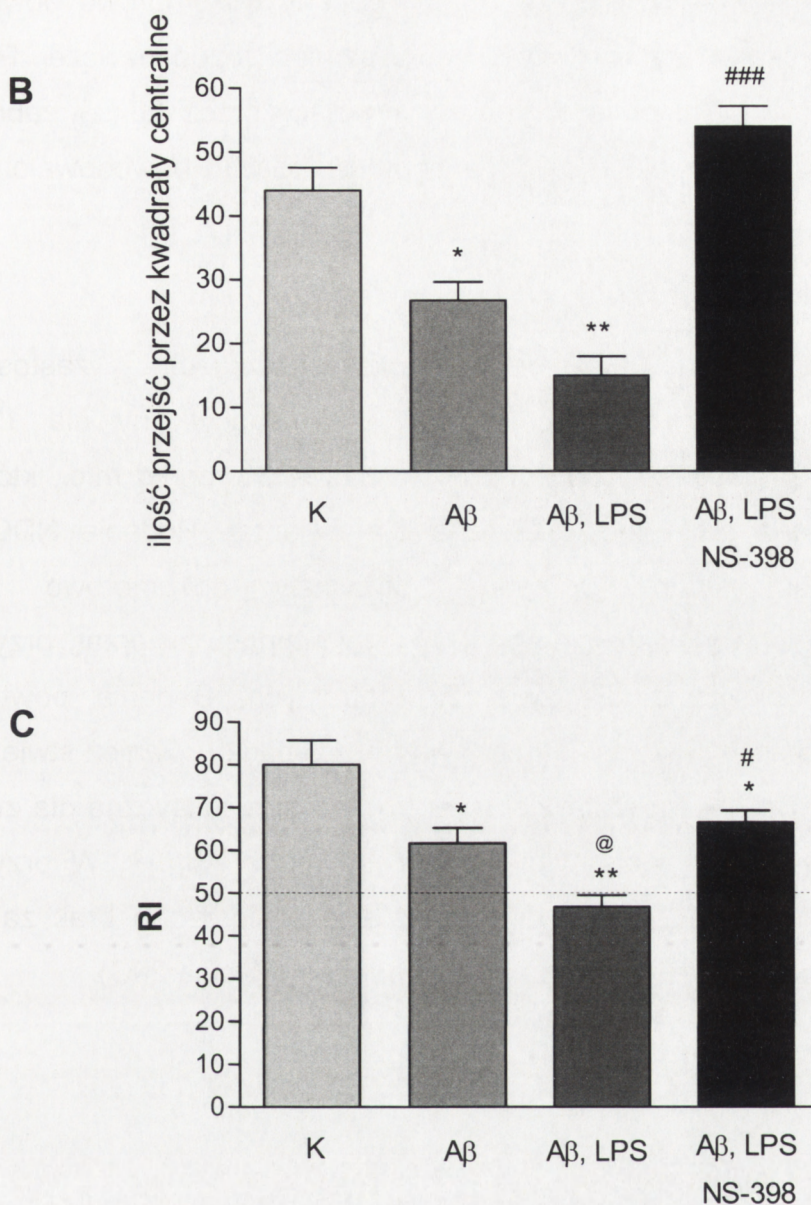 B
ilość przejść przez kwadraty centralne
60
50
40
30
20
10
0
*
**
###
K
Aβ
Aβ, LPS
Aβ, LPS
NS-398
C
RI
90
80
70
60
50
40
30
20
10
0
*
@
**
#
*
K
Aβ
Aβ, LPS
Aβ, LPS
NS-398